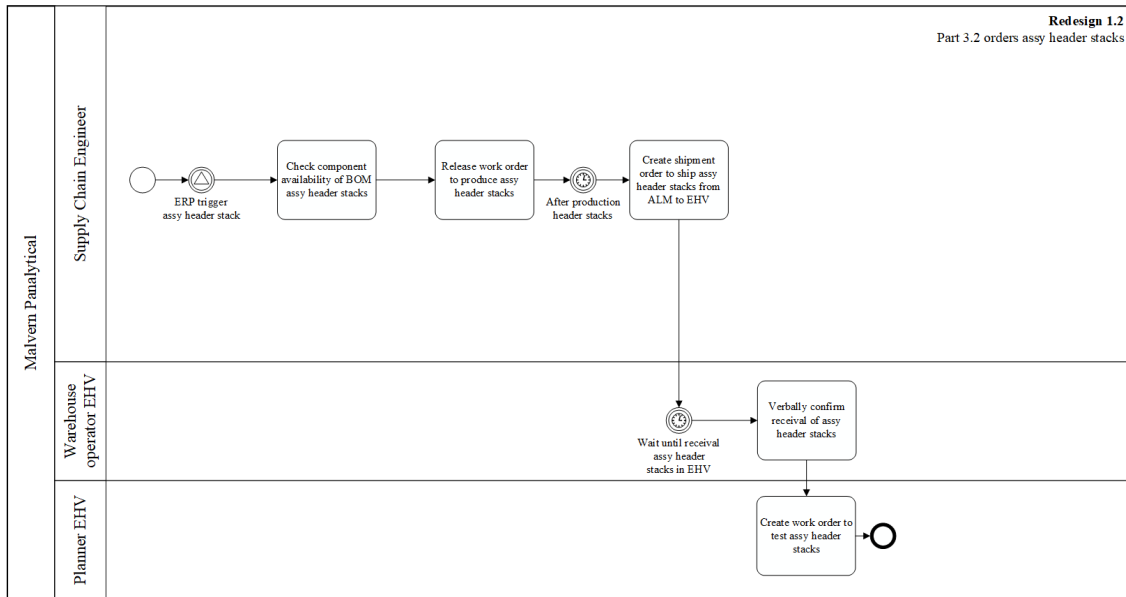 Redesign 1.2
Part 3.2 orders assy header stacks
Malvern Panalytical
Supply Chain Engineer
ERP trigger
assy header stack
Check component
availability of BOM
assy header stacks
Release work order
to produce assy
header stacks
After production
header stacks
Create shipment
order to ship assy
header stacks from
ALM to EHV
Warehouse
operator EHV
Wait until receival
assy header
stacks in EHV
Verbally confirm
receival of assy
header stacks
Planner EHV
Create work order to
test assy header
stacks